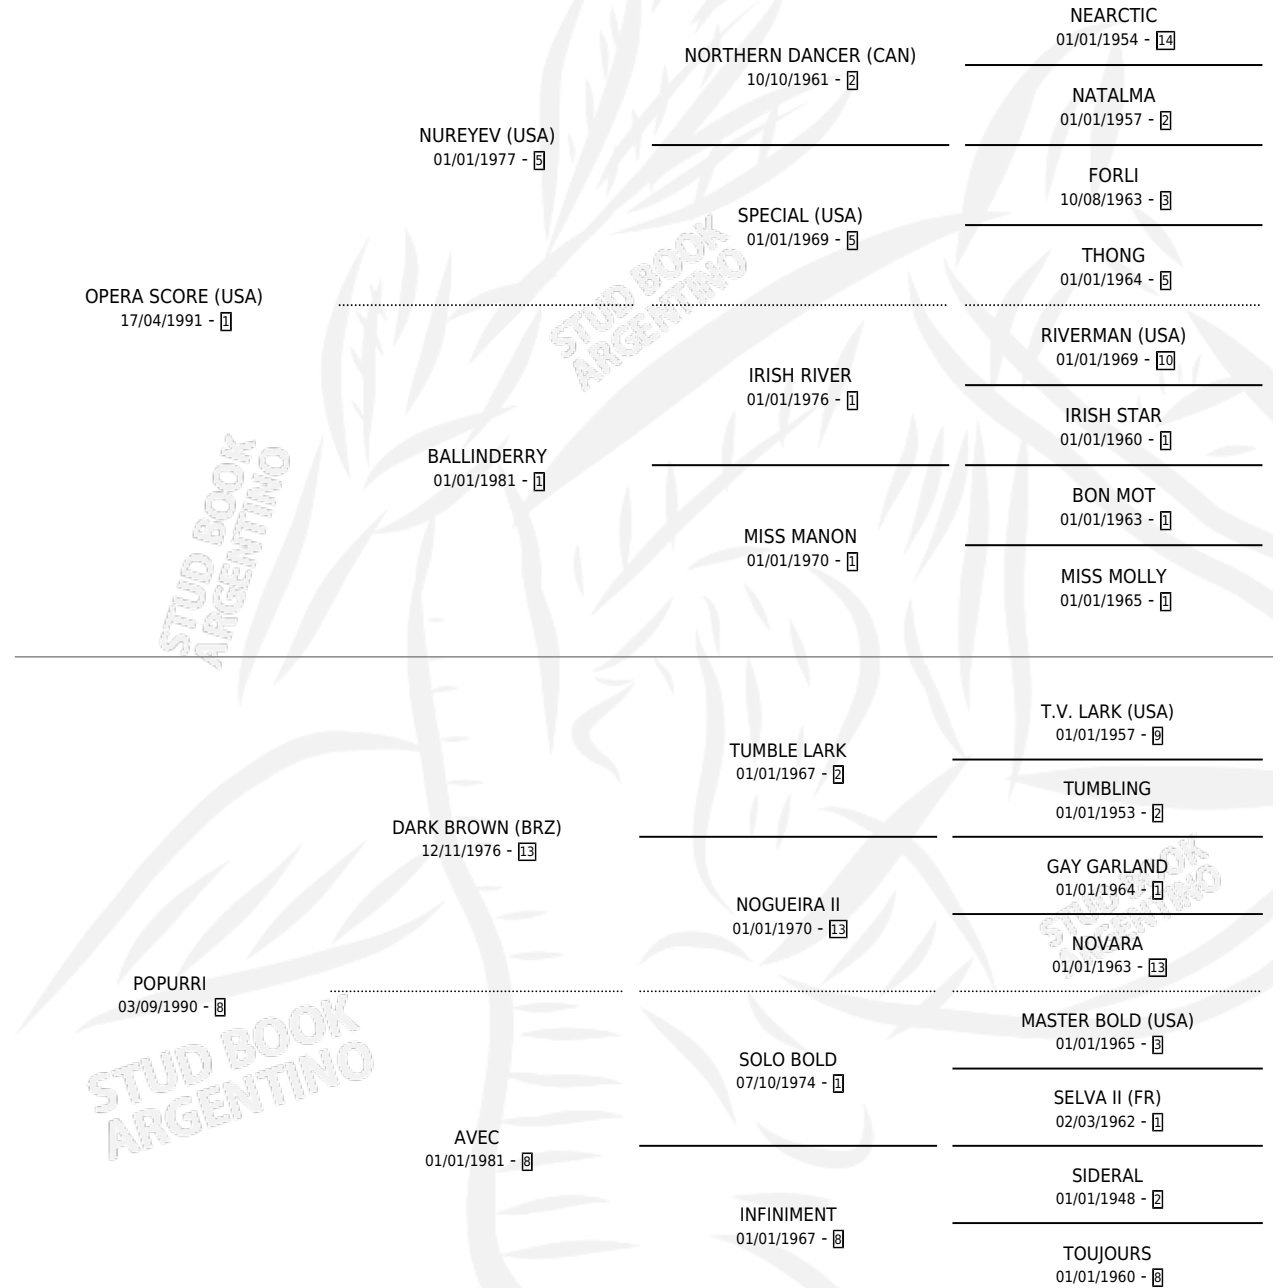 NEARCTIC
01/01/1954 - 14
NORTHERN DANCER (CAN)
10/10/1961 - 2
NATALMA
01/01/1957 - 2
NUREYEV (USA)
01/01/1977 - 5
FORLI
10/08/1963 - 3
SPECIAL (USA)
01/01/1969 - 5
THONG
01/01/1964 - 5
OPERA SCORE (USA)
17/04/1991 - 1
RIVERMAN (USA)
01/01/1969 - 10
IRISH RIVER
01/01/1976 - 1
IRISH STAR
01/01/1960 - 1
BALLINDERRY
01/01/1981 - 1
BON MOT
01/01/1963 - 1
MISS MANON
01/01/1970 - 1
MISS MOLLY
01/01/1965 - 1
T.V. LARK (USA)
01/01/1957 - 9
TUMBLE LARK
01/01/1967 - 2
TUMBLING
01/01/1953 - 2
DARK BROWN (BRZ)
12/11/1976 - 13
GAY GARLAND
01/01/1964 - 1
NOGUEIRA II
01/01/1970 - 13
NOVARA
01/01/1963 - 13
POPURRI
03/09/1990 - 8
MASTER BOLD (USA)
01/01/1965 - 3
SOLO BOLD
07/10/1974 - 1
SELVA II (FR)
02/03/1962 - 1
AVEC
01/01/1981 - 8
SIDERAL
01/01/1948 - 2
INFINIMENT
01/01/1967 - 8
TOUJOURS
01/01/1960 - 8
STUD BOOK
ARGENTINO
STUD BOOK
ARGENTINO
STUD BOOK
ARGENTINO
STUD BOOK
ARGENTINO